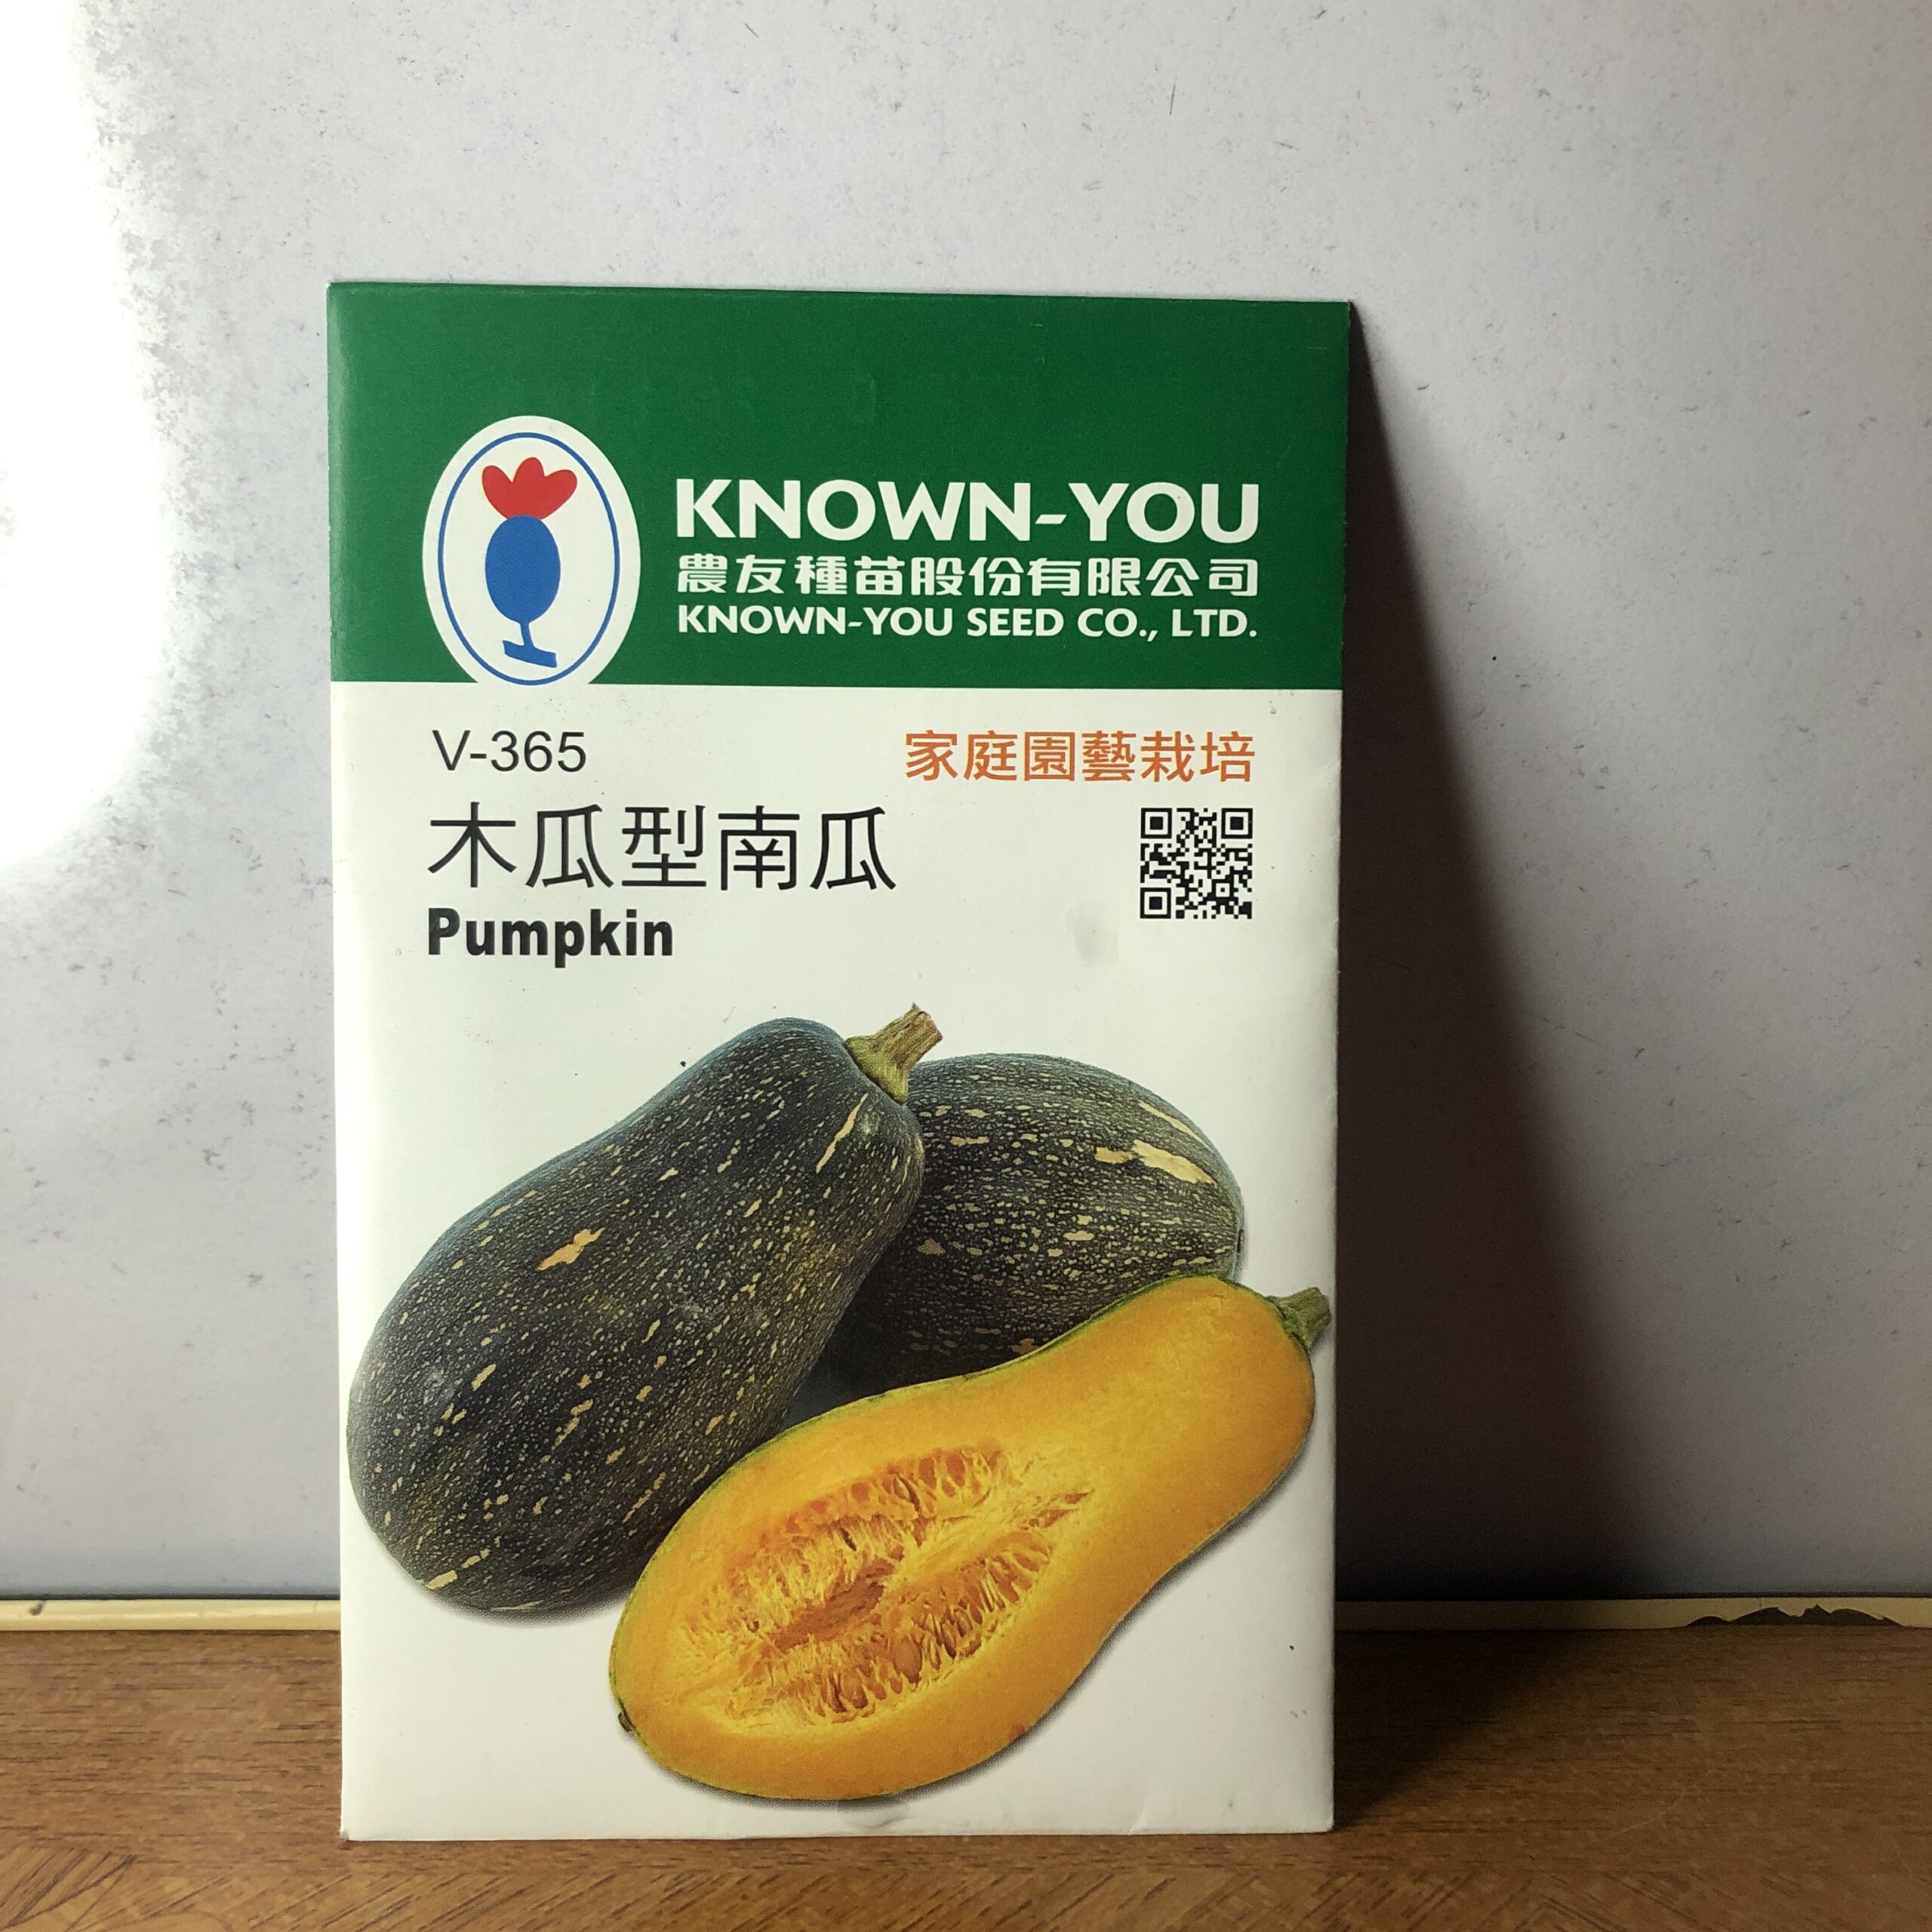 KNOWN-YOU
農友種苗股份有限公司
KNOWN-YOU SEED CO., LTD.
V-365
家庭園藝栽培
木瓜型南瓜
Pumpkin